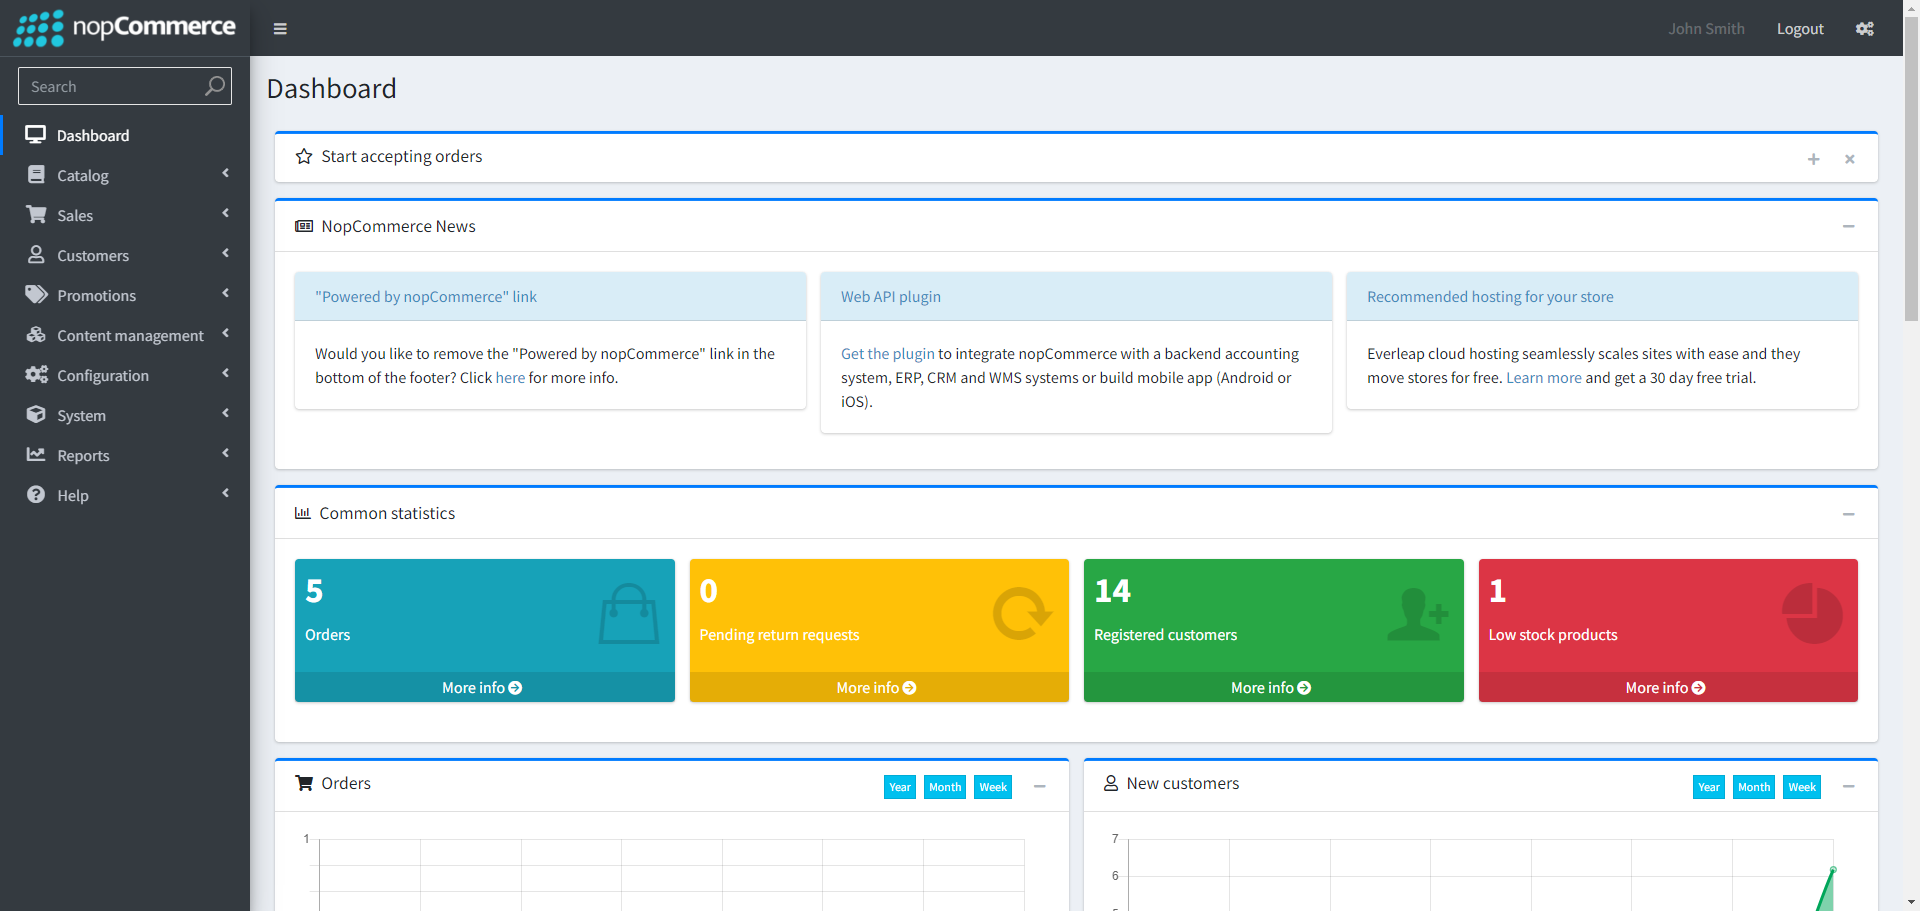 nopCommerce
John Smith
Logout
Search
Dashboard
Catalog
Sales
Customers
Promotions
Content management
Configuration
System
Reports
Help
Dashboard
Start accepting orders
NopCommerce News
"Powered by nopCommerce" link
Would you like to remove the "Powered by nopCommerce" link in the
bottom of the footer? Click here for more info.
Web API plugin
Get the plugin to integrate nopCommerce with a backend accounting
system, ERP, CRM and WMS systems or build mobile app (Android or
iOS).
Recommended hosting for your store
Everleap cloud hosting seamlessly scales sites with ease and they
move stores for free. Learn more and get a 30 day free trial.
Common statistics
5
Orders
More info
0
Pending return requests
More info
14
Registered customers
More info
1
Low stock products
More info
Orders
Year
Month
Week
1
New customers
Year
Month
Week
7
6